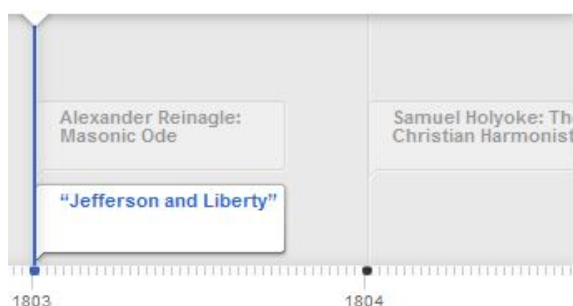 Alexander Reinagle:
Masonic Ode
Samuel Holyoke: Th
Christian Harmonist
“Jefferson and Liberty”
1803
1804